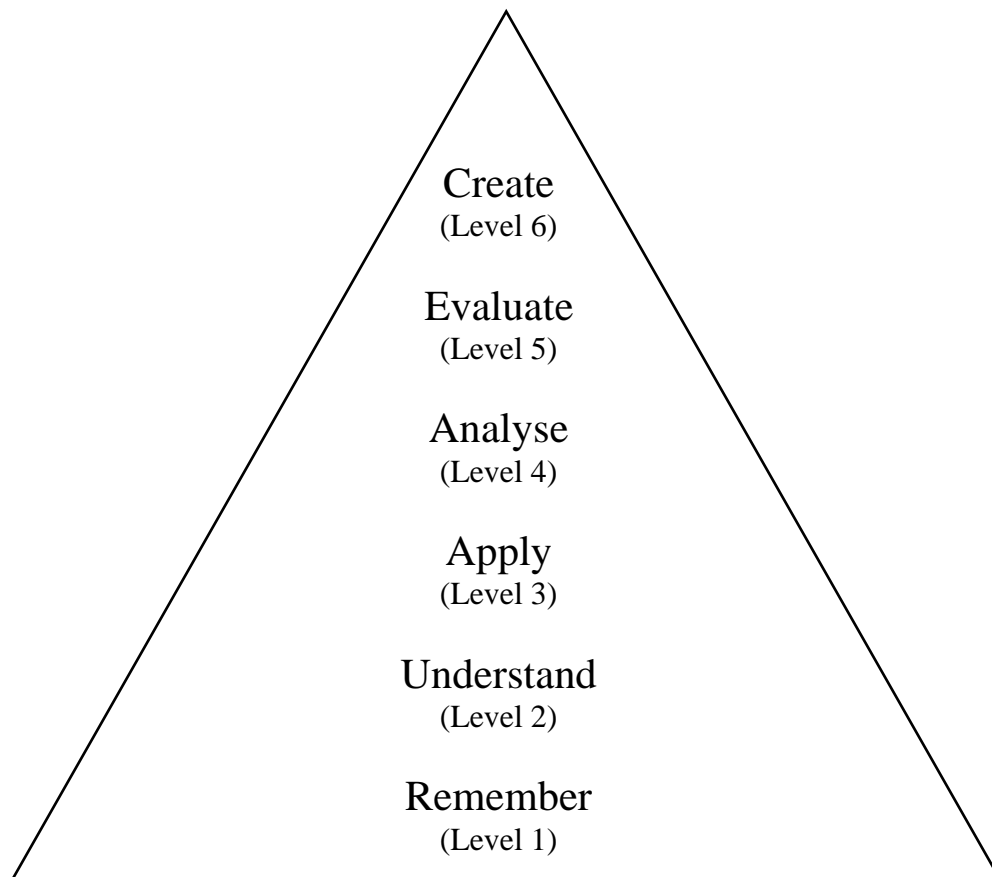 Create
(Level 6)
Evaluate
(Level 5)
Analyse
(Level 4)
Apply
(Level 3)
Understand
(Level 2)
Remember
(Level 1)